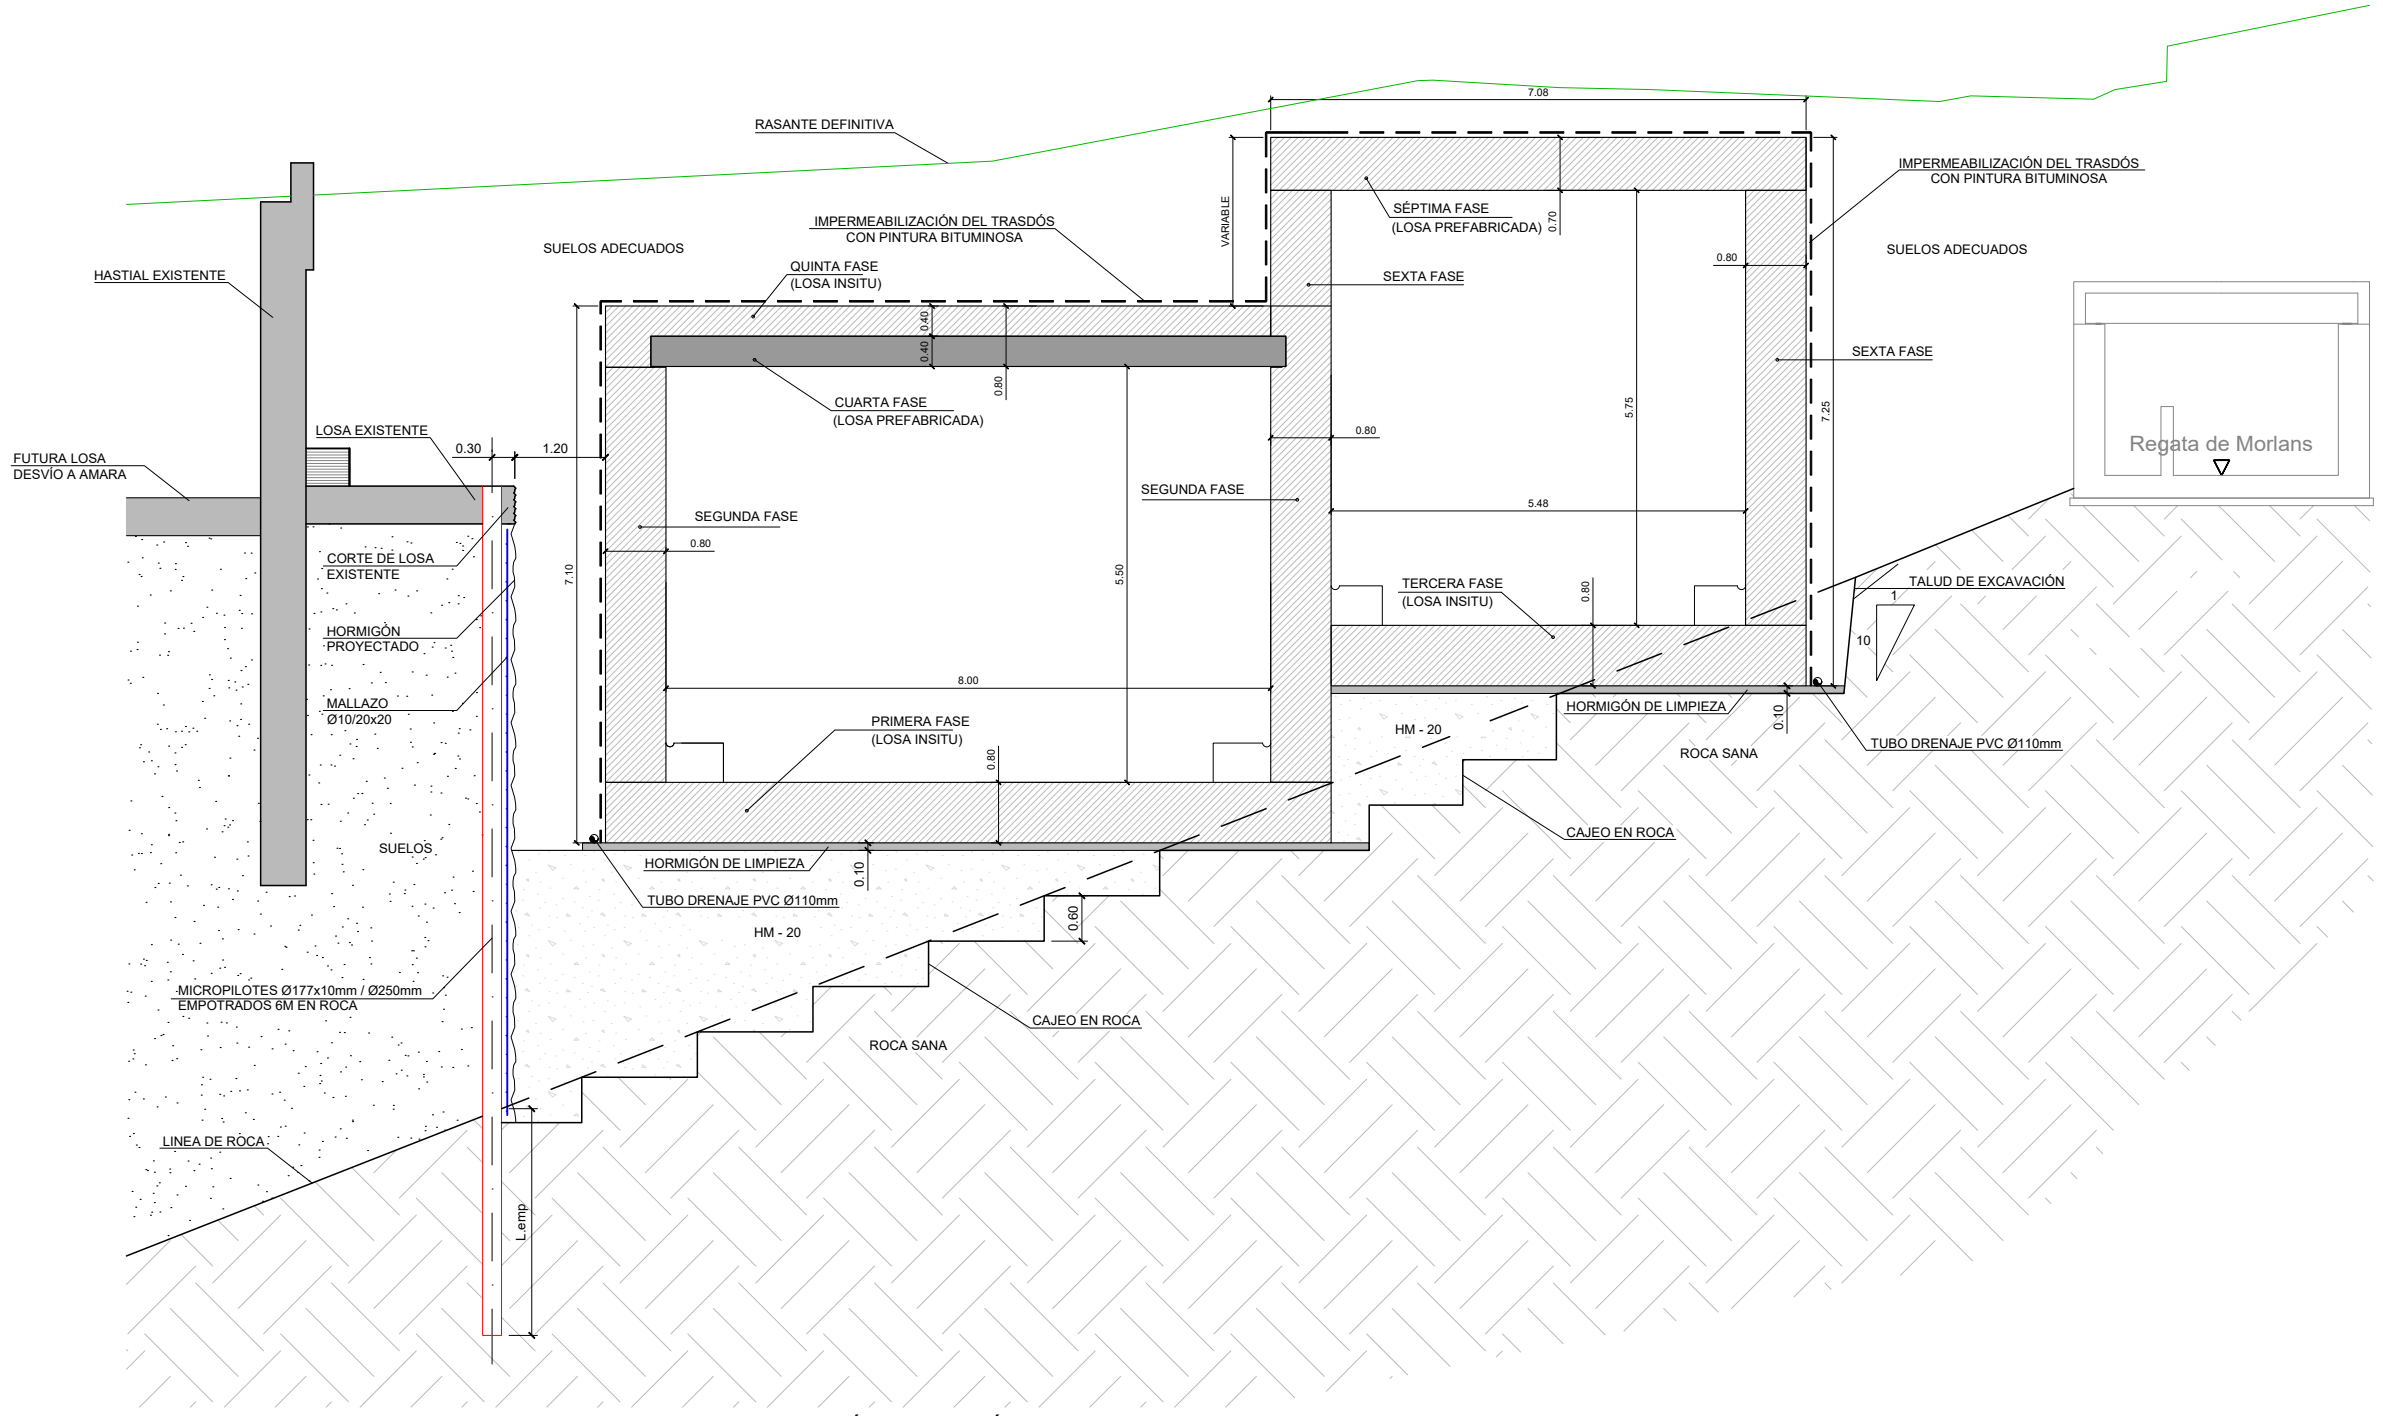 7.08
RASANTE DEFINITIVA
IMPERMEABILIZACIÓN DEL TRASDÓS
CON PINTURA BITUMINOSA
VARIABLE
SÉPTIMA FASE
(LOSA PREFABRICADA)
0.70
IMPERMEABILIZACIÓN DEL TRASDÓS
CON PINTURA BITUMINOSA
SUELOS ADECUADOS
SUELOS ADECUADOS
HASTIAL EXISTENTE
QUINTA FASE
(LOSA INSITU)
SEXTA FASE
0.80
0.40
0.40
0.80
SEXTA FASE
CUARTA FASE
(LOSA PREFABRICADA)
5.75
7.25
LOSA EXISTENTE
0.30
1.20
0.80
FUTURA LOSA
DESVÍO A AMARA
Regata de Morlans
SEGUNDA FASE
SEGUNDA FASE
5.48
0.80
CORTE DE LOSA
EXISTENTE
7.10
5.50
TERCERA FASE
(LOSA INSITU)
0.80
TALUD DE EXCAVACIÓN
1
10
HORMIGÓN
PROYECTADO
8.00
MALLAZO
Ø10/20x20
PRIMERA FASE
(LOSA INSITU)
0.80
HM - 20
HORMIGÓN DE LIMPIEZA
0.10
ROCA SANA
TUBO DRENAJE PVC Ø110mm
CAJEO EN ROCA
SUELOS
HORMIGÓN DE LIMPIEZA
0.10
TUBO DRENAJE PVC Ø110mm
0.60
HM - 20
MICROPILOTES Ø177x10mm / Ø250mm
EMPOTRADOS 6M EN ROCA
CAJEO EN ROCA
ROCA SANA
LINEA DE ROCA
L.emp